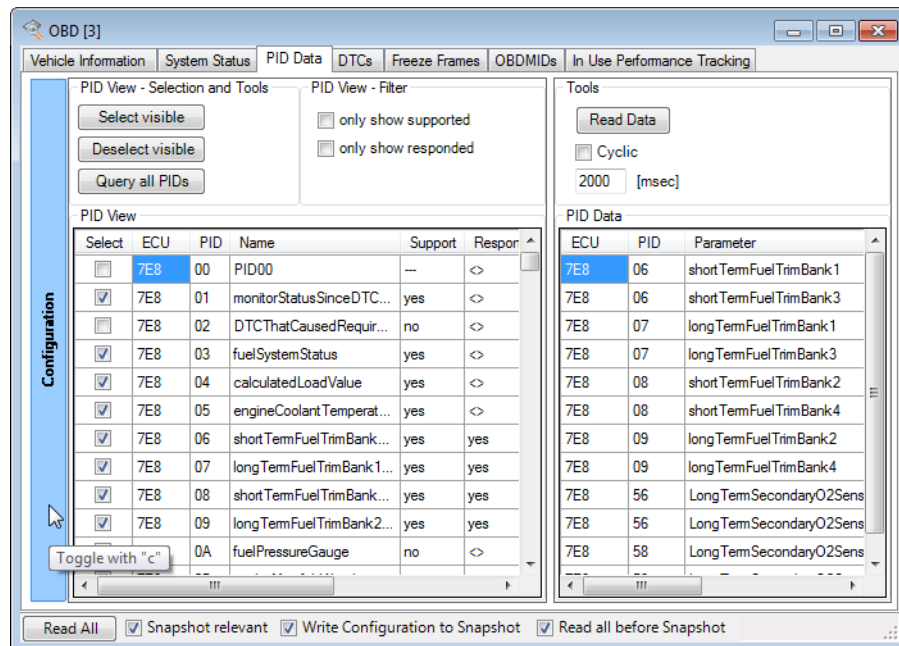 OBD [3]
Vehicle Information System Status PID Data DTCs Freeze Frames OBDMIDs In Use Performance Tracking
Configuration
PID View - Selection and Tools
Select visible
Deselect visible
Query all PIDs
PID View - Filter
only show supported
only show responded
Tools
Read Data
Cyclic
2000 [msec]
PID View
Select ECU PID Name Support Respon
7E8 00 PID00 --- <>
7E8 01 monitorStatusSinceDTC... yes <>
7E8 02 DTCThatCausedRequir... no <>
7E8 03 fuelSystemStatus yes <>
7E8 04 calculatedLoadValue yes <>
7E8 05 engineCoolantTemperat... yes <>
7E8 06 shortTermFuelTrimBank... yes yes
7E8 07 longTermFuelTrimBank1... yes yes
7E8 08 shortTermFuelTrimBank... yes yes
7E8 09 longTermFuelTrimBank2... yes yes
0A fuelPressureGauge no <>
PID Data
ECU PID Parameter
7E8 06 shortTermFuelTrimBank1
7E8 06 shortTermFuelTrimBank3
7E8 07 longTermFuelTrimBank1
7E8 07 longTermFuelTrimBank3
7E8 08 shortTermFuelTrimBank2
7E8 08 shortTermFuelTrimBank4
7E8 09 longTermFuelTrimBank2
7E8 09 longTermFuelTrimBank4
7E8 56 LongTermSecondaryO2Sens
7E8 56 LongTermSecondaryO2Sens
7E8 58 LongTermSecondaryO2Sens
Toggle with "c"
Read All Snapshot relevant Write Configuration to Snapshot Read all before Snapshot